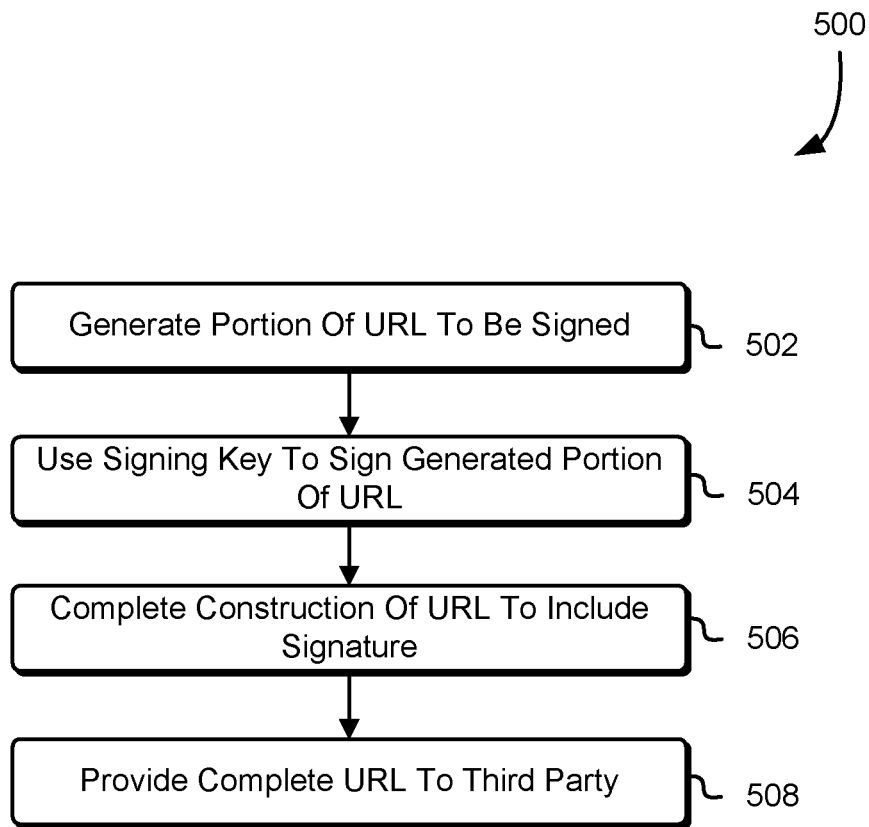 500
Generate Portion Of URL To Be Signed
502
Use Signing Key To Sign Generated Portion
Of URL
504
Complete Construction Of URL To Include
Signature
506
Provide Complete URL To Third Party
508